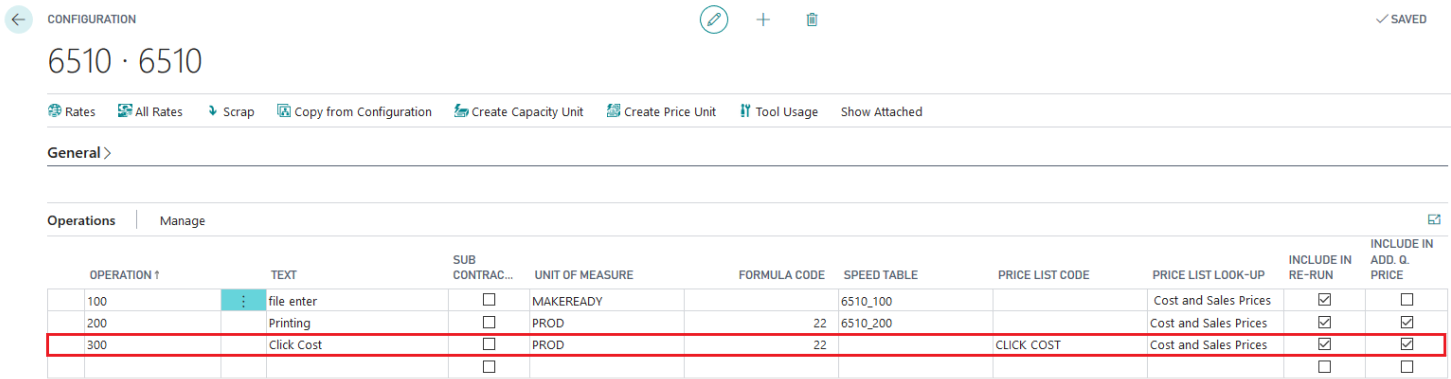 CONFIGURATION
SAVED
6510 · 6510
Rates All Rates Scrap Copy from Configuration Create Capacity Unit Create Price Unit Tool Usage Show Attached
General
Operations Manage
OPERATION ↑ TEXT SUB CONTRAC... UNIT OF MEASURE FORMULA CODE SPEED TABLE PRICE LIST CODE PRICE LIST LOOK-UP INCLUDE IN RE-RUN INCLUDE IN ADD. Q. PRICE
100 file enter MAKEREADY 6510_100 Cost and Sales Prices
200 Printing PROD 22 6510_200 Cost and Sales Prices
300 Click Cost PROD 22 CLICK COST Cost and Sales Prices